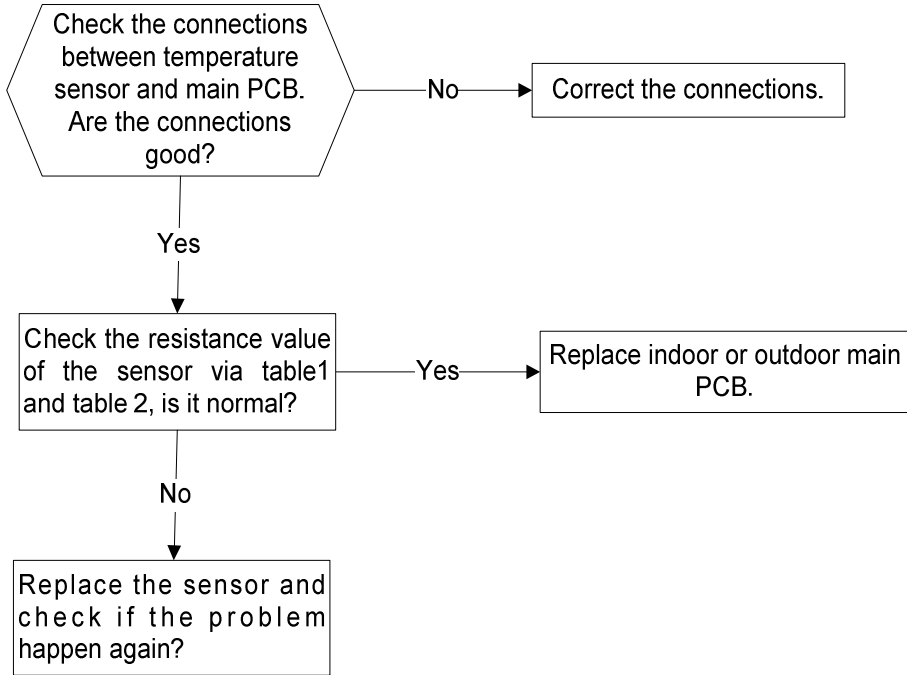 Check the connections
between temperature
sensor and main PCB.
Are the connections
good?
No
Correct the connections.
Yes
Check the resistance value
of the sensor via table1
and table 2, is it normal?
Yes
Replace indoor or outdoor main
PCB.
No
Replace the sensor and
check if the problem
happen again?